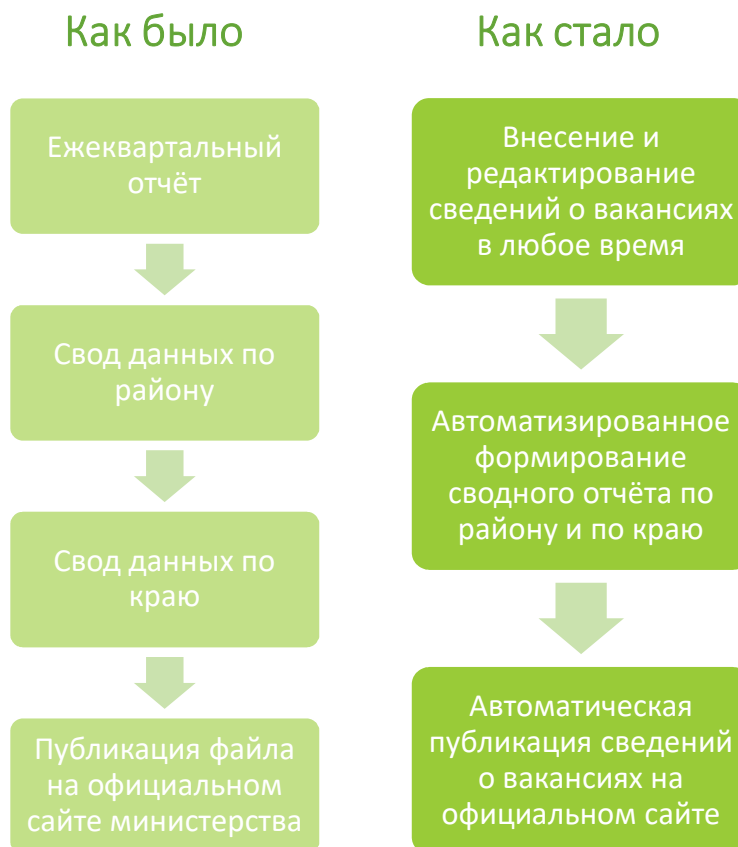 Как было
Ежеквартальный
отчёт
Свод данных по
району
Свод данных по
краю
Публикация файла
на официальном
сайте министерства
Как стало
Внесение и
редактирование
сведений о вакансиях
в любое время
Автоматизированное
формирование
сводного отчёта по
району и по краю
Автоматическая
публикация сведений
о вакансиях на
официальном сайте